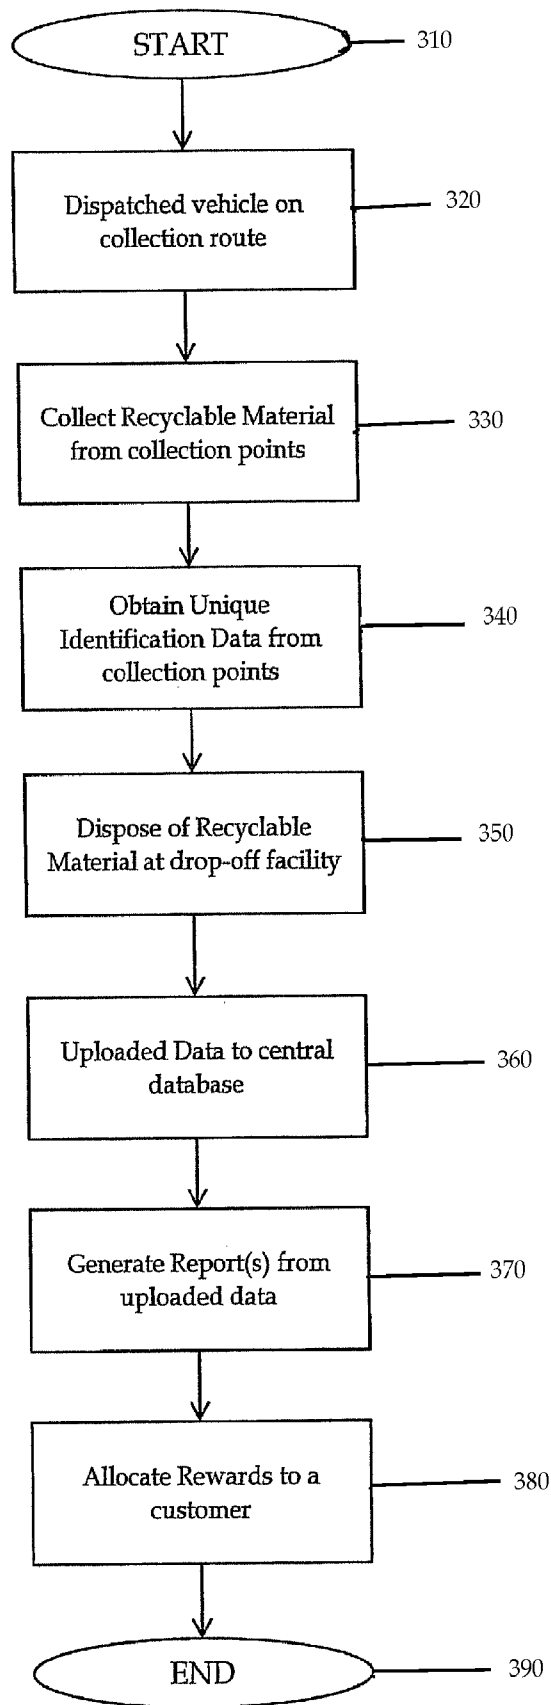 START
310
Dispatched vehicle on
collection route
320
Collect Recyclable Material
from collection points
330
Obtain Unique
Identification Data from
collection points
340
Dispose of Recyclable
Material at drop-off facility
350
Uploaded Data to central
database
360
Generate Report(s) from
uploaded data
370
Allocate Rewards to a
customer
380
END
390